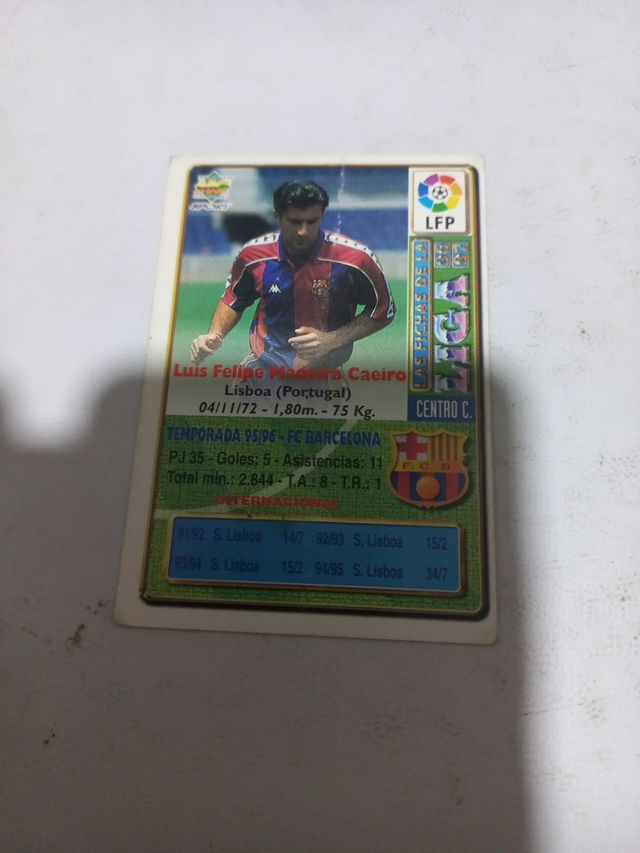 SPORT
LFP
LAS FICHAS DE LA
LIGA
96 97
Luis Felipe Madeira Caeiro
Lisboa (Portugal)
04/11/72 - 1,80m. - 75 Kg.
CENTRO C.
TEMPORADA 95/96 - FC BARCELONA
PJ 35 - Goles; 5 - Asistencias: 11
Total min.: 2.844 - T.A.: 8 - T.R.: 1
F.C.B.
INTERNACIONAL
91/92 S. Lisboa 14/7 92/93 S. Lisboa 15/2
93/94 S. Lisboa 15/2 94/95 S. Lisboa 34/7